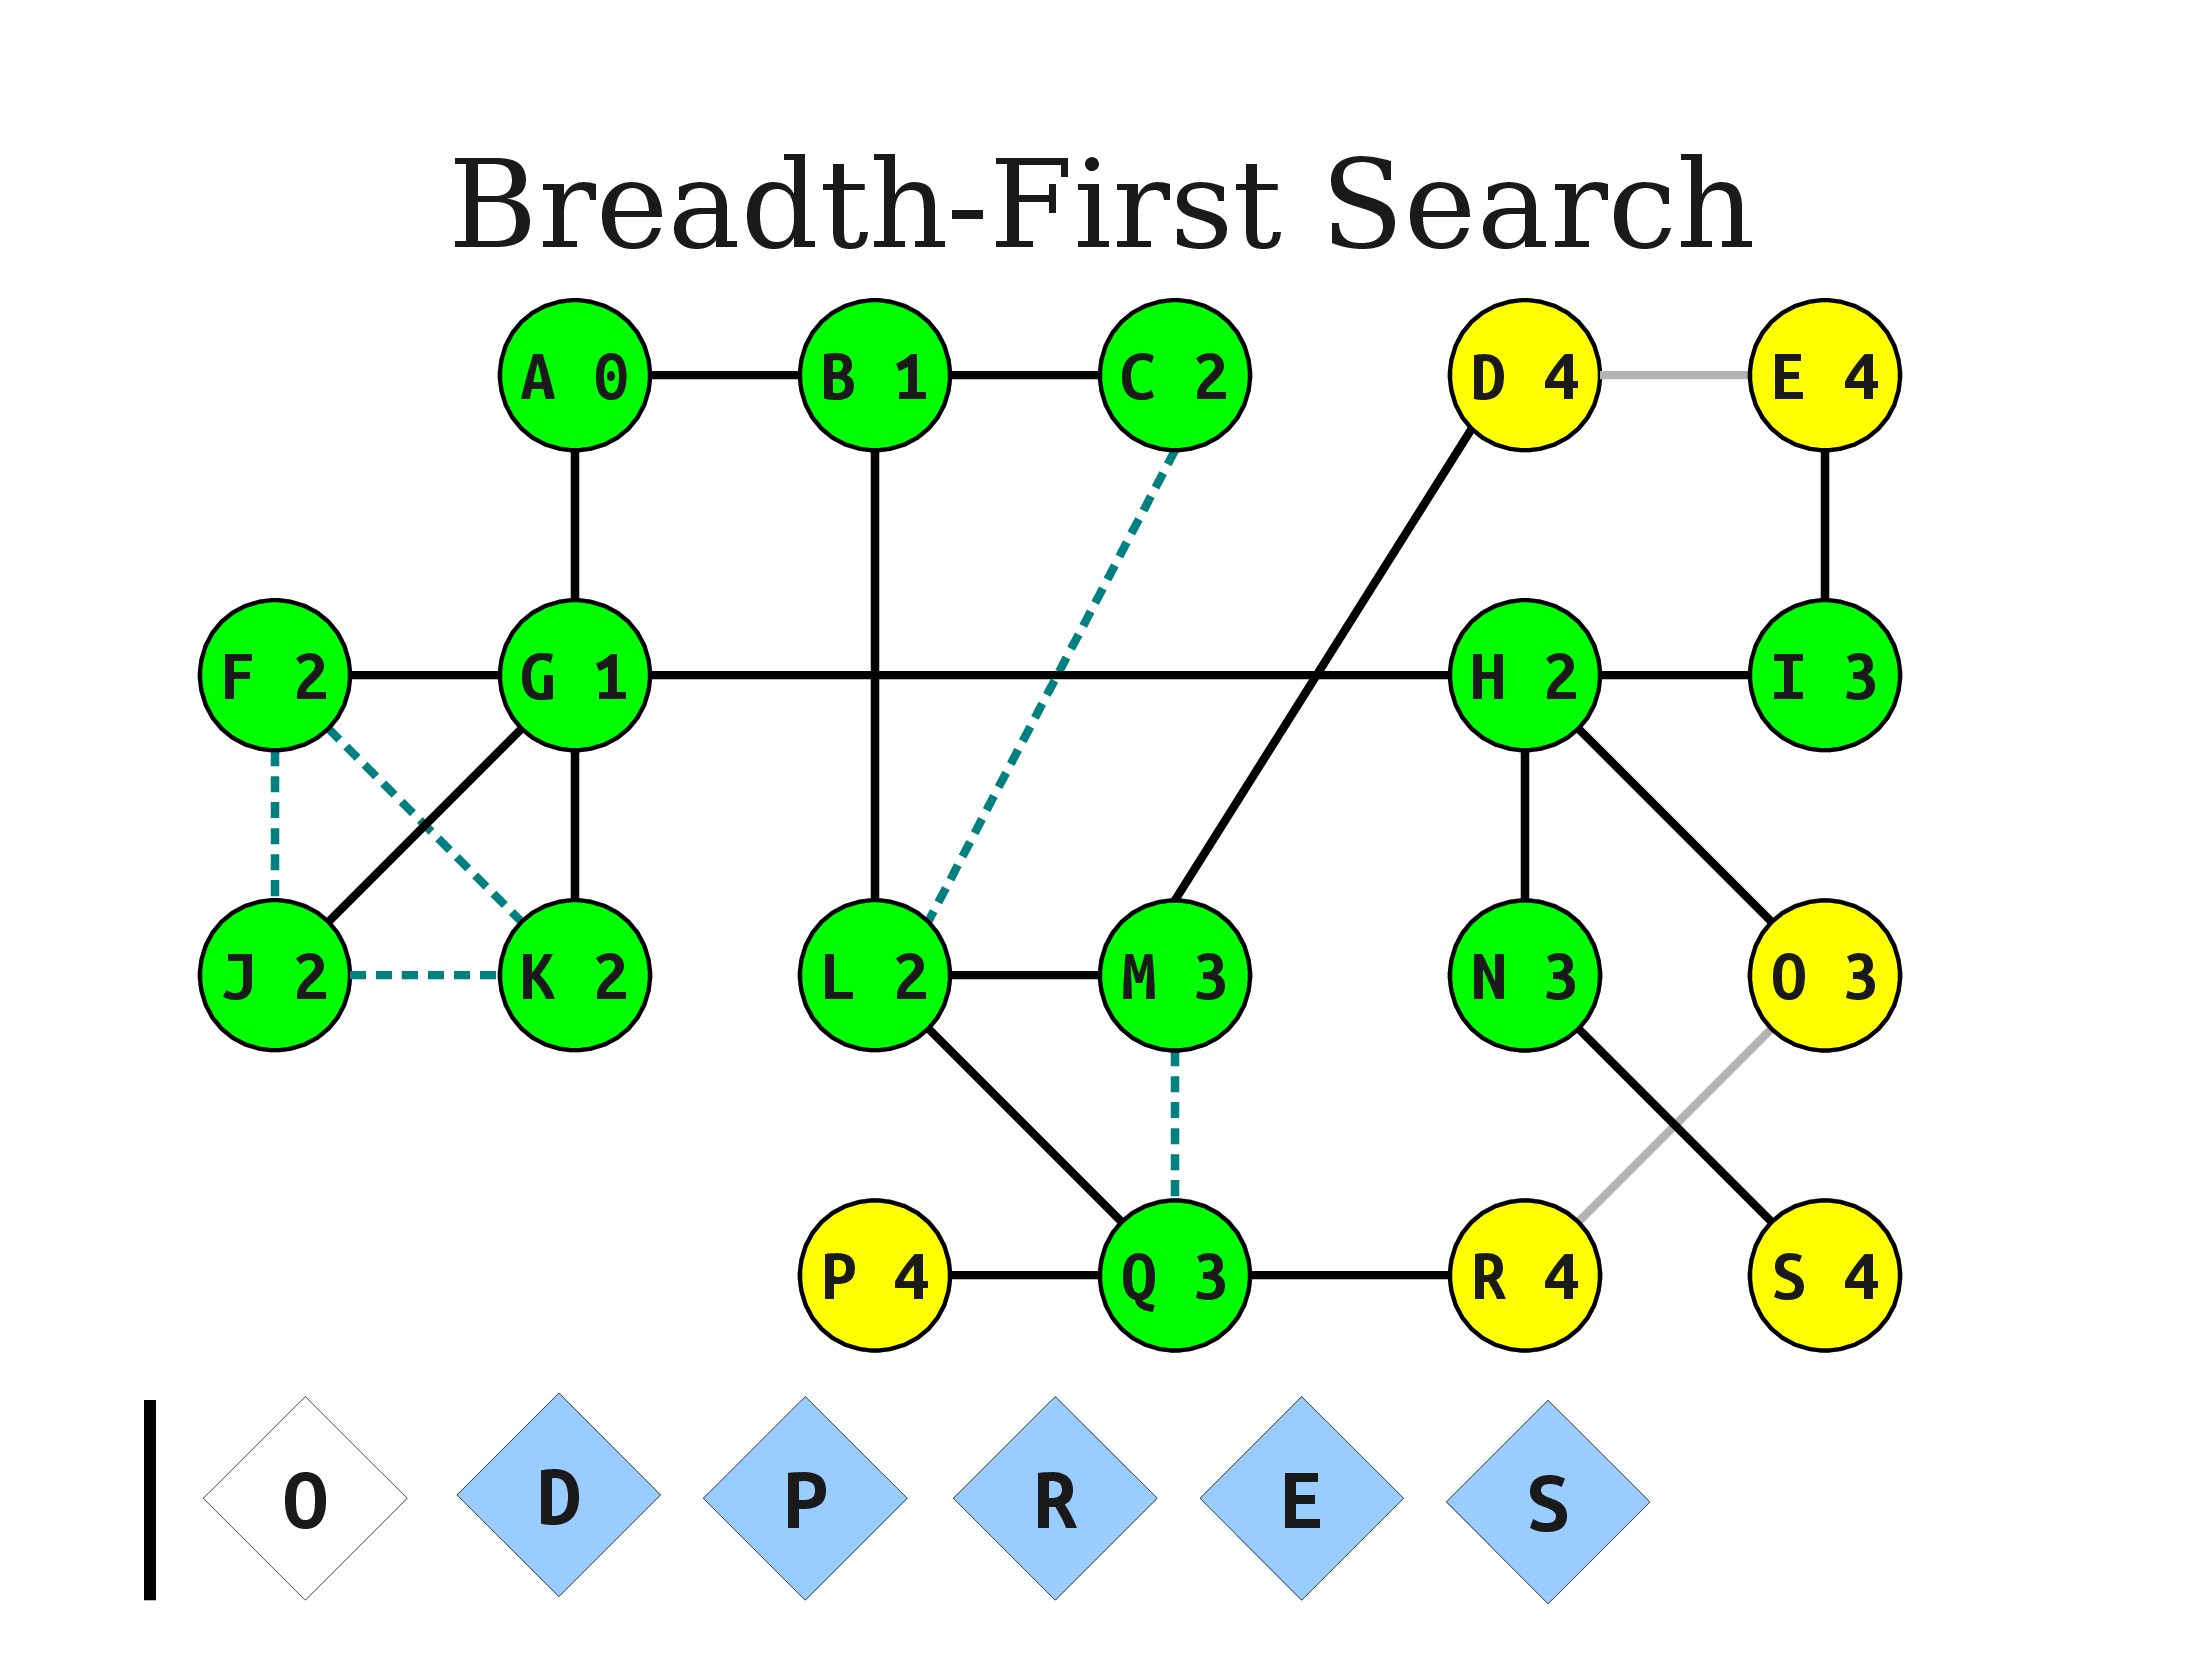 Breadth-First Search
A 0 B 1 C 2 D 4 E 4
F 2 G 1 H 2 I 3
J 2 K 2 L 2 M 3 N 3 O 3
P 4 Q 3 R 4 S 4
O D P R E S